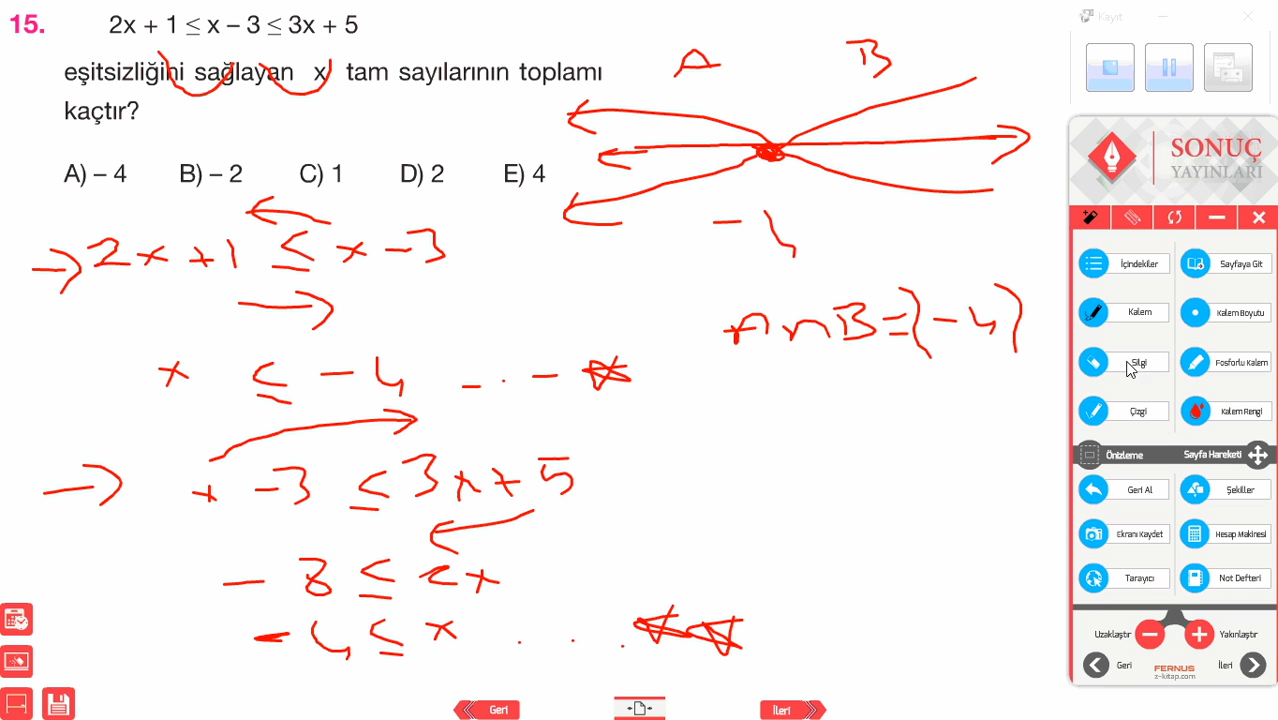 15. 2x + 1 ≤ x – 3 ≤ 3x + 5
eşitsizliğini sağlayan x tam sayılarının toplamı
kaçtır?
A) – 4 B) – 2 C) 1 D) 2 E) 4
A B
- 4
A ∩ B = {-4}
→ 2x + 1 ≤ x - 3
x ≤ -4
→ x - 3 ≤ 3x + 5
- 8 ≤ 2x
- 4 ≤ x
Kayıt
SONUÇ
YAYINLARI
İçindekiler Sayfaya Git
Kalem Kalem Boyutu
Silgi Fosforlu Kalem
Çizgi Kalem Rengi
Önizleme Sayfa Hareketi
Geri Al Şekiller
Ekranı Kaydet Hesap Makinesi
Tarayıcı Not Defteri
Uzaklaştır Yakınlaştır
Geri FERNUS İleri
z-kitap.com
Geri İleri